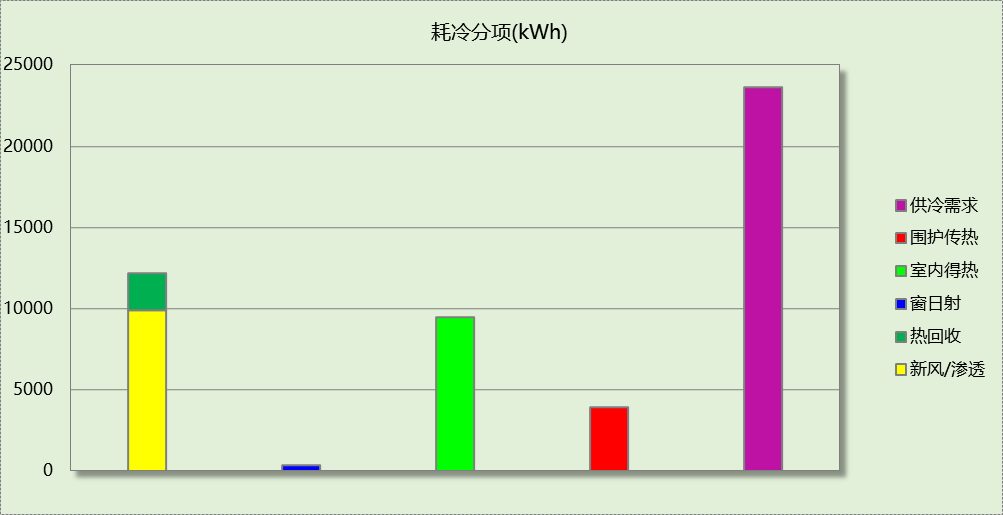 耗冷分项(kWh)
25000
20000
15000
10000
5000
0
供冷需求
围护传热
室内得热
窗日射
热回收
新风/渗透